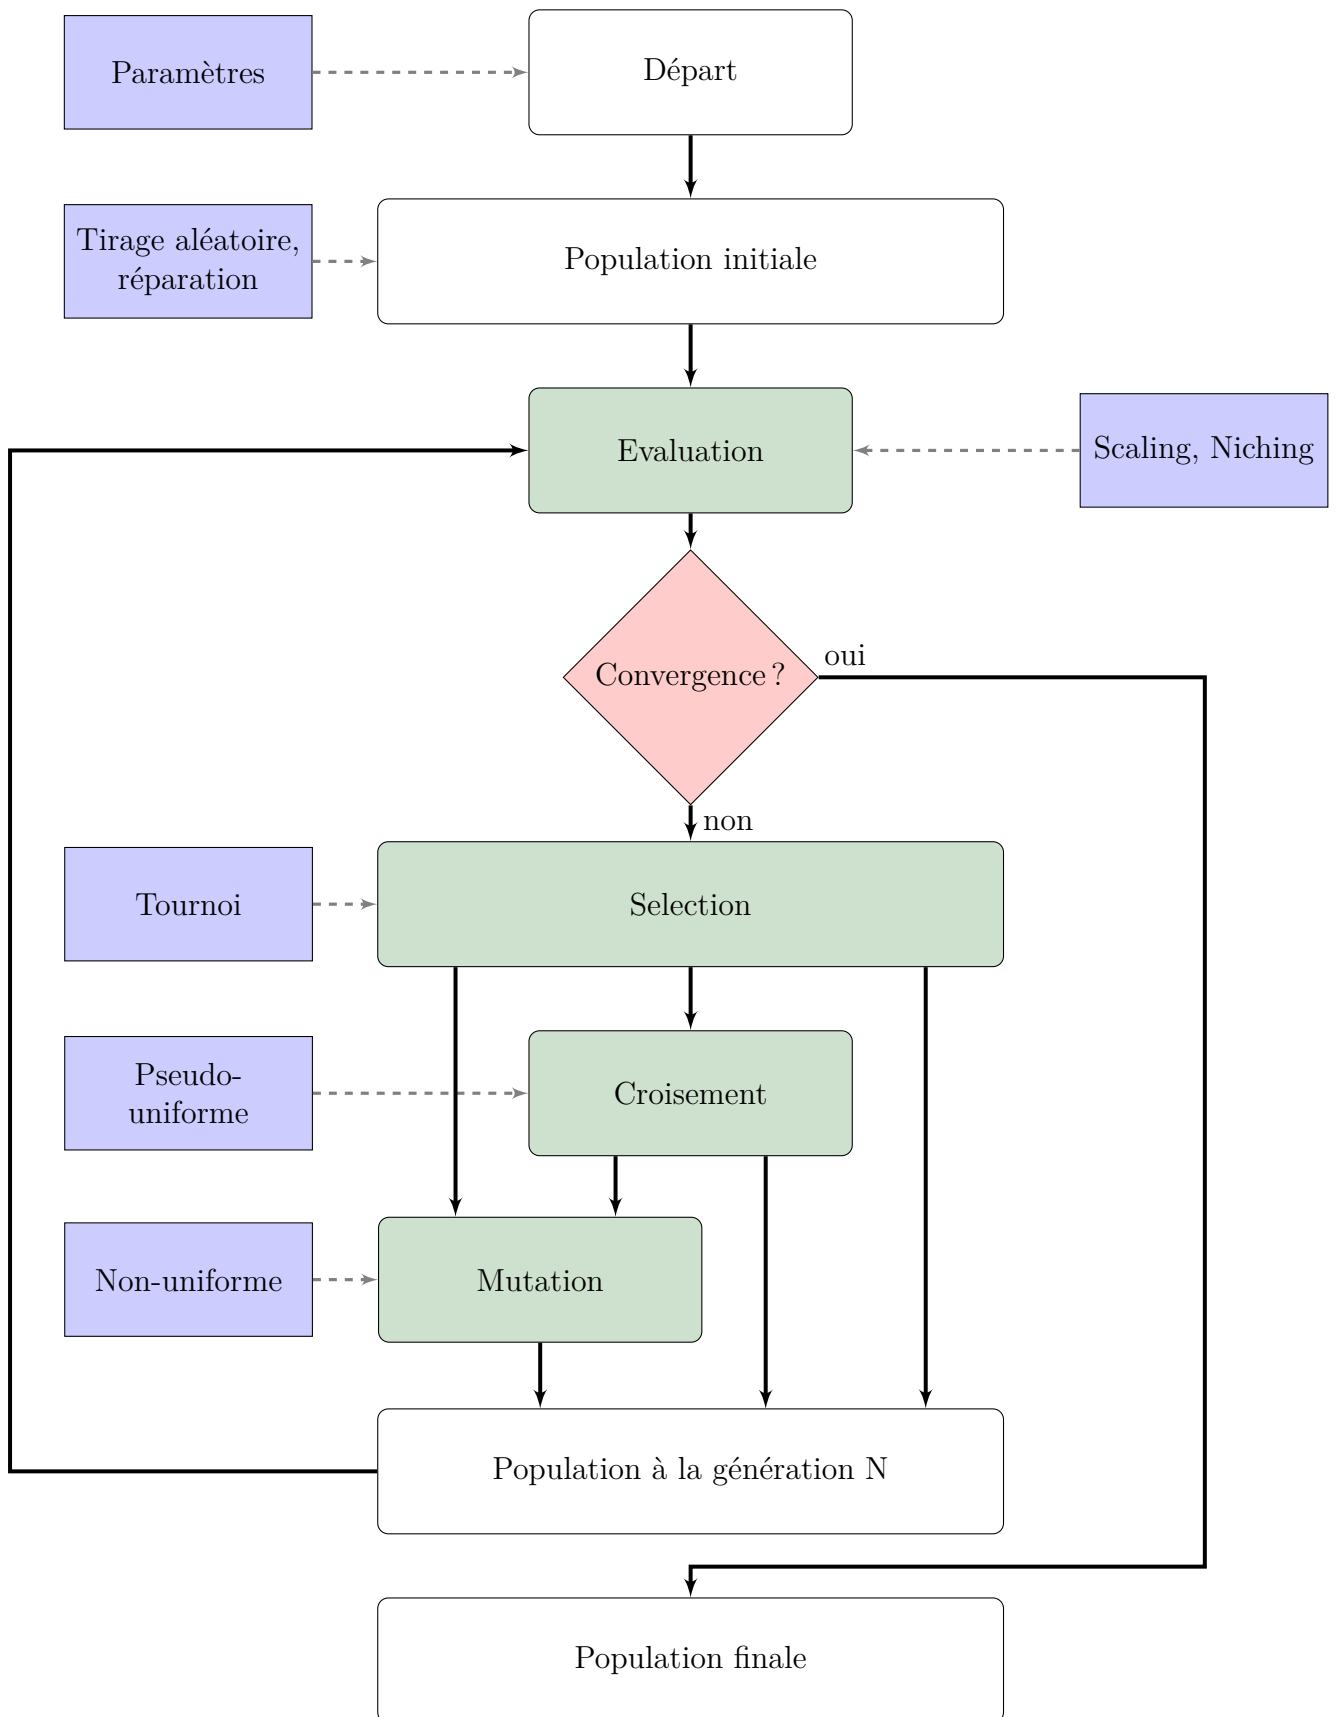 Paramètres
Départ
Tirage aléatoire,
réparation
Population initiale
Evaluation
Scaling, Niching
Convergence ?
oui
non
Tournoi
Selection
Pseudo-
uniforme
Croisement
Non-uniforme
Mutation
Population à la génération N
Population finale